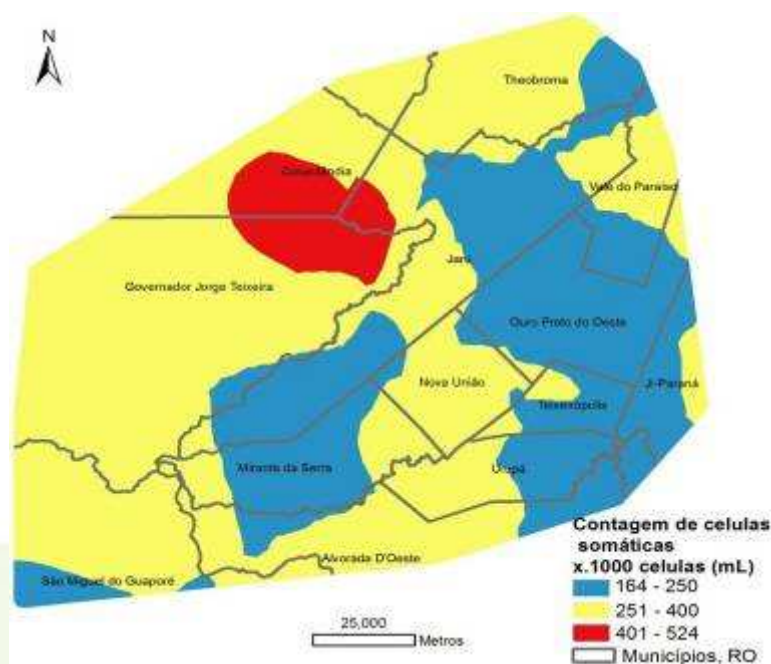 N
Theobroma
Vale do Paraiso
Governador Jorge Teixeira
Jaru
Ouro Preto do Oeste
Nova União
Ji-Paraná
Teixeirópolis
Mirante da Serra
Urupá
Alvorada D'Oeste
São Miguel do Guaporé
Contagem de celulas
somáticas
x.1000 celulas (mL)
164 - 250
251 - 400
401 - 524
Municípios, RO
25,000
Metros